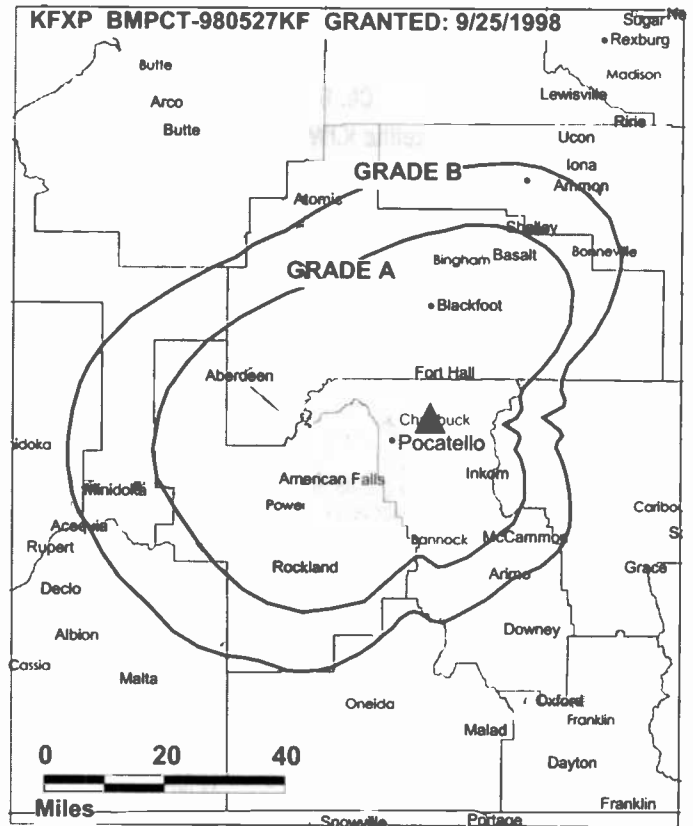 KFXP BMPCT-980527KF GRANTED: 9/25/1998
Sugar
Rexburg
Butte
Madison
Arco
Lewisville
Butte
Ririe
Ucon
Iona
GRADE B
Ammon
Atomic
Shelley
Bonneville
Basalt
Bingham
GRADE A
Blackfoot
Fort Hall
Aberdeen
Pocatello
Inkom
American Falls
Minidoka
Power
Acequia
McCammon
Bannock
Rupert
Rockland
Arimo
Grace
Declo
Albion
Downey
Cassia
Malta
Oneida
Oxford
Franklin
Malad
Dayton
0 20 40
Miles
Franklin
Snowville
Portage